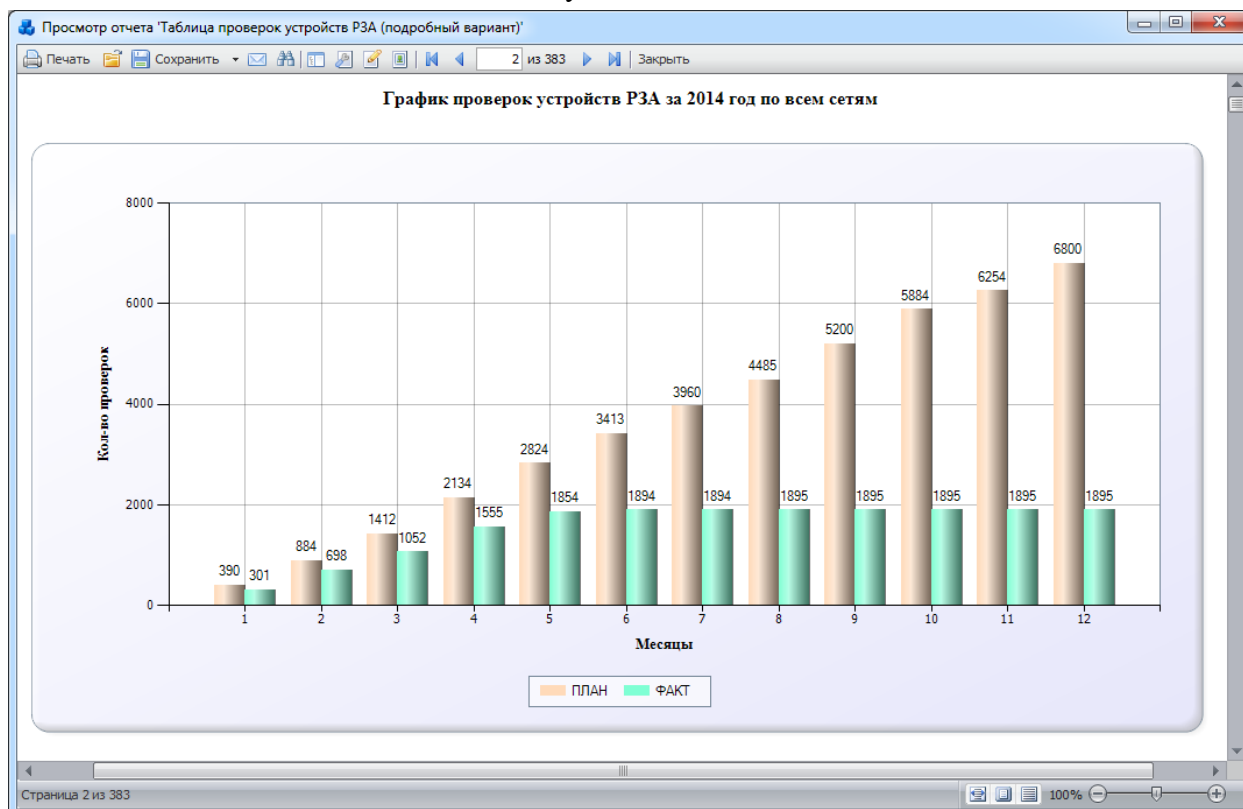 Просмотр отчета 'Таблица проверок устройств РЗА (подробный вариант)'
Печать Сохранить 2 из 383 Закрыть
График проверок устройств РЗА за 2014 год по всем сетям
8000
6000
4000
2000
0
Кол-во проверок
390 301
884 698
1412 1052
2134 1555
2824 1854
3413 1894
3960 1894
4485 1895
5200 1895
5884 1895
6254 1895
6800 1895
1 2 3 4 5 6 7 8 9 10 11 12
Месяцы
ПЛАН ФАКТ
Страница 2 из 383 100%